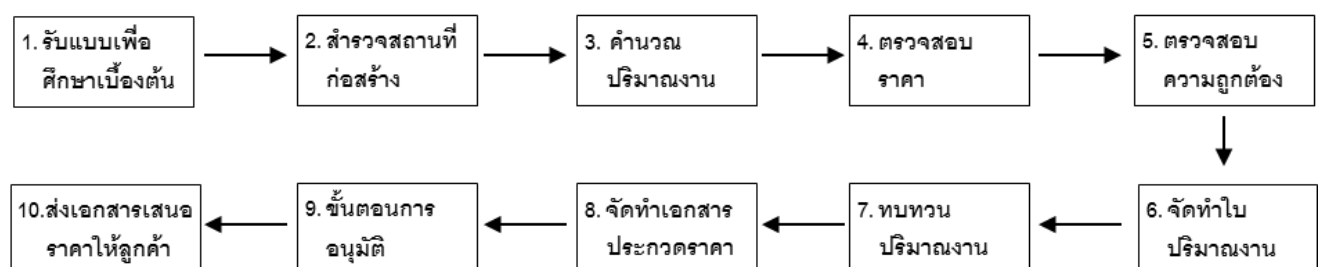 1. รับแบบเพื่อ
ศึกษาเบื้องต้น
2. สำรวจสถานที่
ก่อสร้าง
3. คำนวณ
ปริมาณงาน
4. ตรวจสอบ
ราคา
5. ตรวจสอบ
ความถูกต้อง
6. จัดทำใบ
ปริมาณงาน
7. ทบทวน
ปริมาณงาน
8. จัดทำเอกสาร
ประกวดราคา
9. ขั้นตอนการ
อนุมัติ
10.ส่งเอกสารเสนอ
ราคาให้ลูกค้า